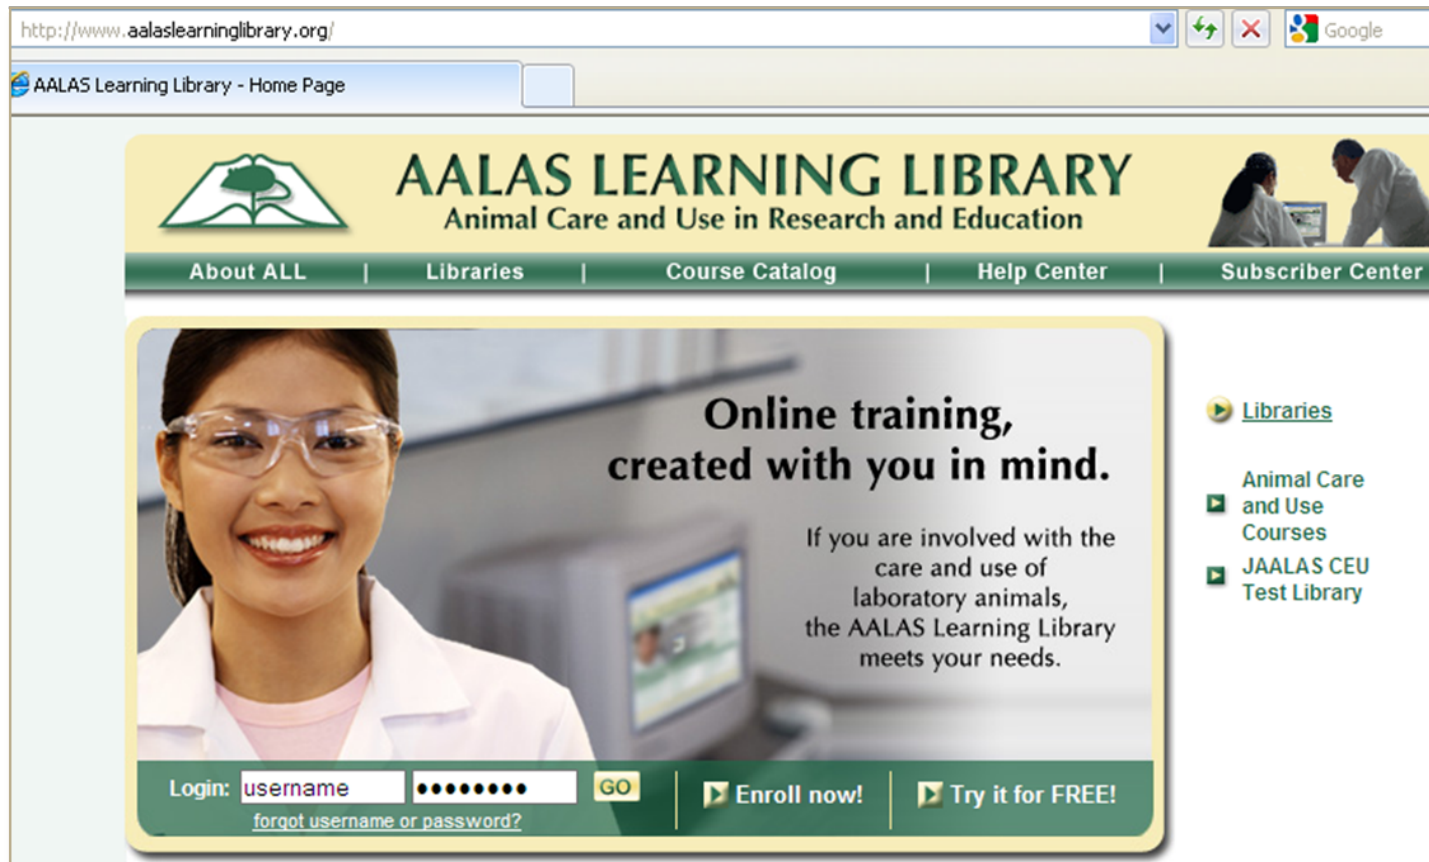 http://www.aalaslearninglibrary.org/
Google
AALAS Learning Library - Home Page
AALAS LEARNING LIBRARY
Animal Care and Use in Research and Education
About ALL | Libraries | Course Catalog | Help Center | Subscriber Center
Online training,
created with you in mind.
If you are involved with the
care and use of
laboratory animals,
the AALAS Learning Library
meets your needs.
Libraries
Animal Care
and Use
Courses
JAALAS CEU
Test Library
Login: username •••••••• GO Enroll now! Try it for FREE!
forgot username or password?